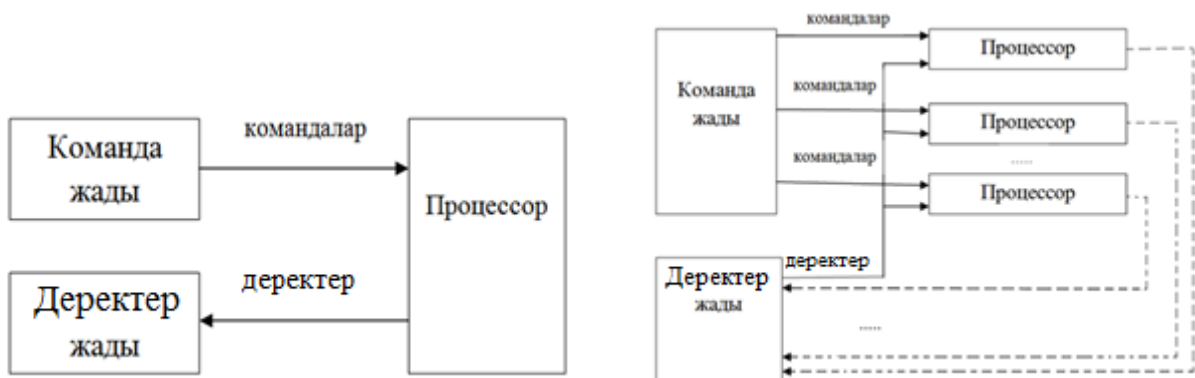 Команда
жады
командалар
Процессор
Деректер
жады
деректер
командалар
Команда
жады
командалар
командалар
Процессор
Процессор
.....
Процессор
Деректер
жады
деректер
.....